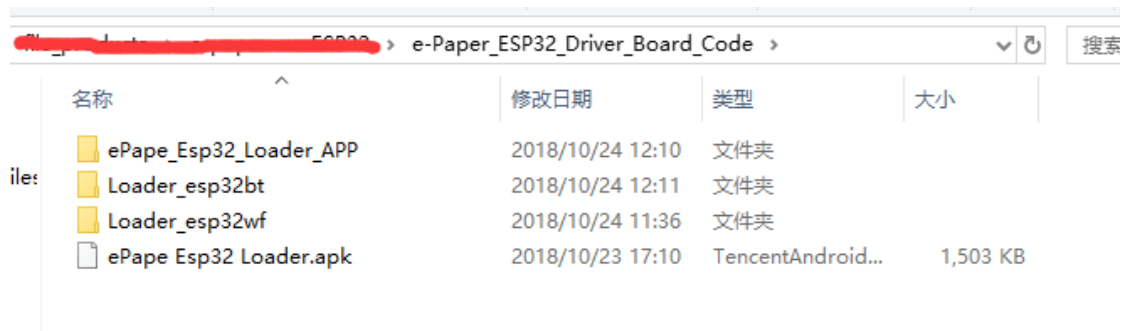 > e-Paper_ESP32_Driver_Board_Code >
搜索
名称 修改日期 类型 大小
ePape_Esp32_Loader_APP 2018/10/24 12:10 文件夹
Loader_esp32bt 2018/10/24 12:11 文件夹
Loader_esp32wf 2018/10/24 11:36 文件夹
ePape Esp32 Loader.apk 2018/10/23 17:10 TencentAndroid... 1,503 KB